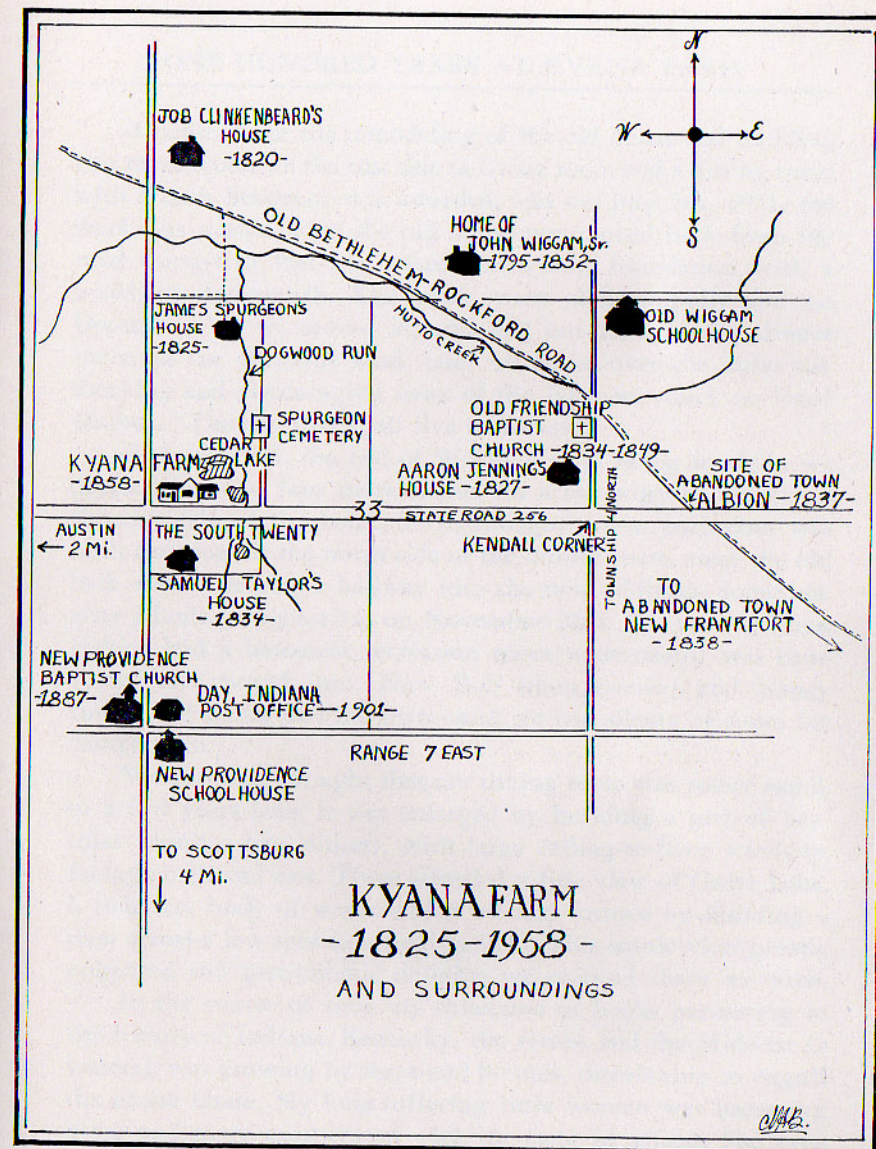 N
W E
S
JOB CLINKENBEARD'S
HOUSE
-1820-
OLD BETHLEHEM-ROCKFORD ROAD
HOME OF
JOHN WIGGAM, Sr.
-1795-1852-
JAMES SPURGEON'S
HOUSE
-1825-
HUTTO CREEK
OLD WIGGAM
SCHOOLHOUSE
DOGWOOD RUN
SPURGEON
CEMETERY
OLD FRIENDSHIP
BAPTIST
CHURCH -1834-1849-
CEDAR
LAKE
KYANA FARM
-1858-
AARON JENNING'S
HOUSE -1827-
SITE OF
ABANDONED TOWN
ALBION -1837-
33
STATE ROAD 256
AUSTIN
2 Mi.
THE SOUTH TWENTY
KENDALL CORNER
TOWNSHIP 4 NORTH
SAMUEL TAYLOR'S
HOUSE
-1834-
TO
ABANDONED TOWN
NEW FRANKFORT
-1838-
NEW PROVIDENCE
BAPTIST CHURCH
-1887-
DAY, INDIANA
POST OFFICE -1901-
RANGE 7 EAST
NEW PROVIDENCE
SCHOOLHOUSE
TO SCOTTSBURG
4 Mi.
KYANA FARM
-1825-1958-
AND SURROUNDINGS